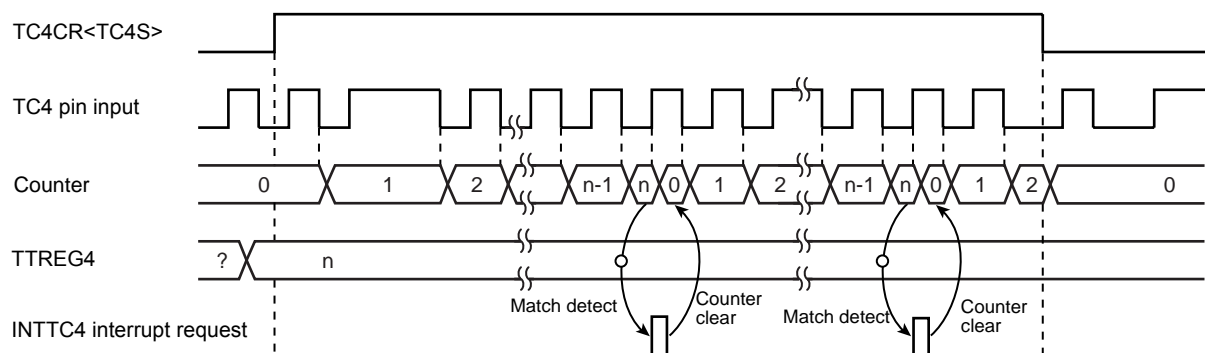 TC4CR<TC4S>
TC4 pin input
Counter
0 1 2 n-1 n 0 1 2 n-1 n 0 1 2 0
TTREG4
? n
Match detect Counter clear Match detect Counter clear
INTTC4 interrupt request